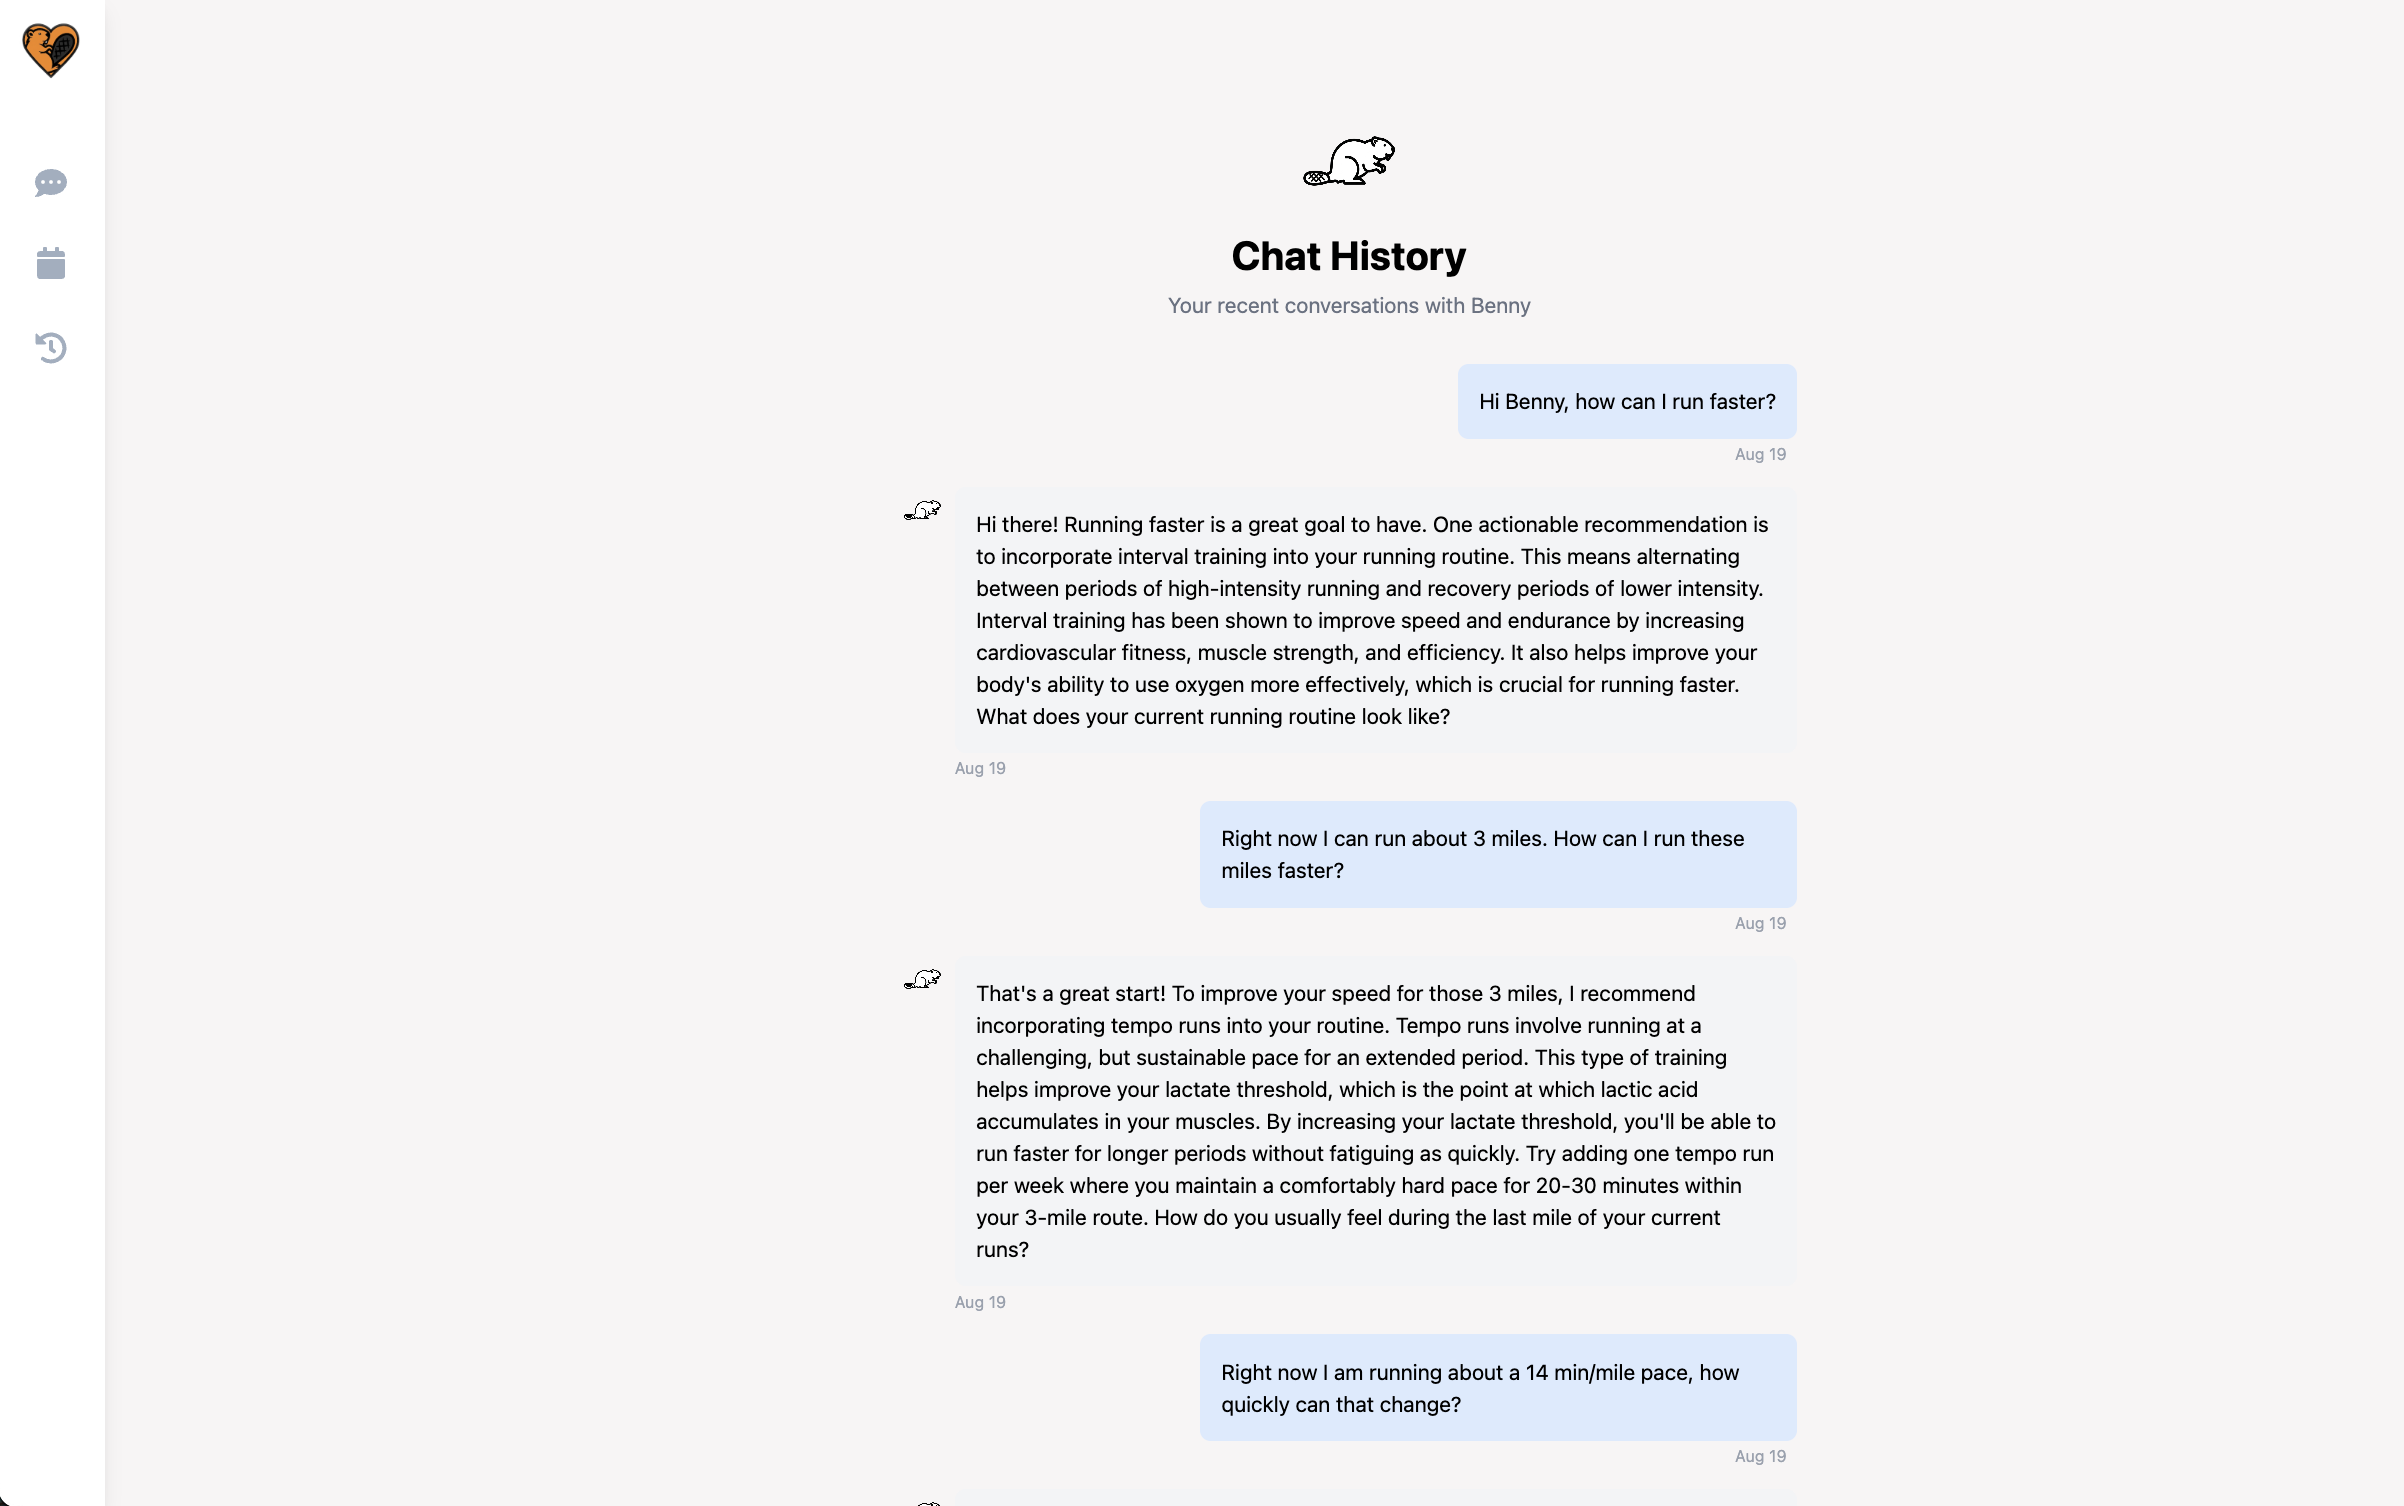 Chat History
Your recent conversations with Benny
Hi Benny, how can I run faster?
Aug 19
Hi there! Running faster is a great goal to have. One actionable recommendation is
to incorporate interval training into your running routine. This means alternating
between periods of high-intensity running and recovery periods of lower intensity.
Interval training has been shown to improve speed and endurance by increasing
cardiovascular fitness, muscle strength, and efficiency. It also helps improve your
body's ability to use oxygen more effectively, which is crucial for running faster.
What does your current running routine look like?
Aug 19
Right now I can run about 3 miles. How can I run these
miles faster?
Aug 19
That's a great start! To improve your speed for those 3 miles, I recommend
incorporating tempo runs into your routine. Tempo runs involve running at a
challenging, but sustainable pace for an extended period. This type of training
helps improve your lactate threshold, which is the point at which lactic acid
accumulates in your muscles. By increasing your lactate threshold, you'll be able to
run faster for longer periods without fatiguing as quickly. Try adding one tempo run
per week where you maintain a comfortably hard pace for 20-30 minutes within
your 3-mile route. How do you usually feel during the last mile of your current
runs?
Aug 19
Right now I am running about a 14 min/mile pace, how
quickly can that change?
Aug 19